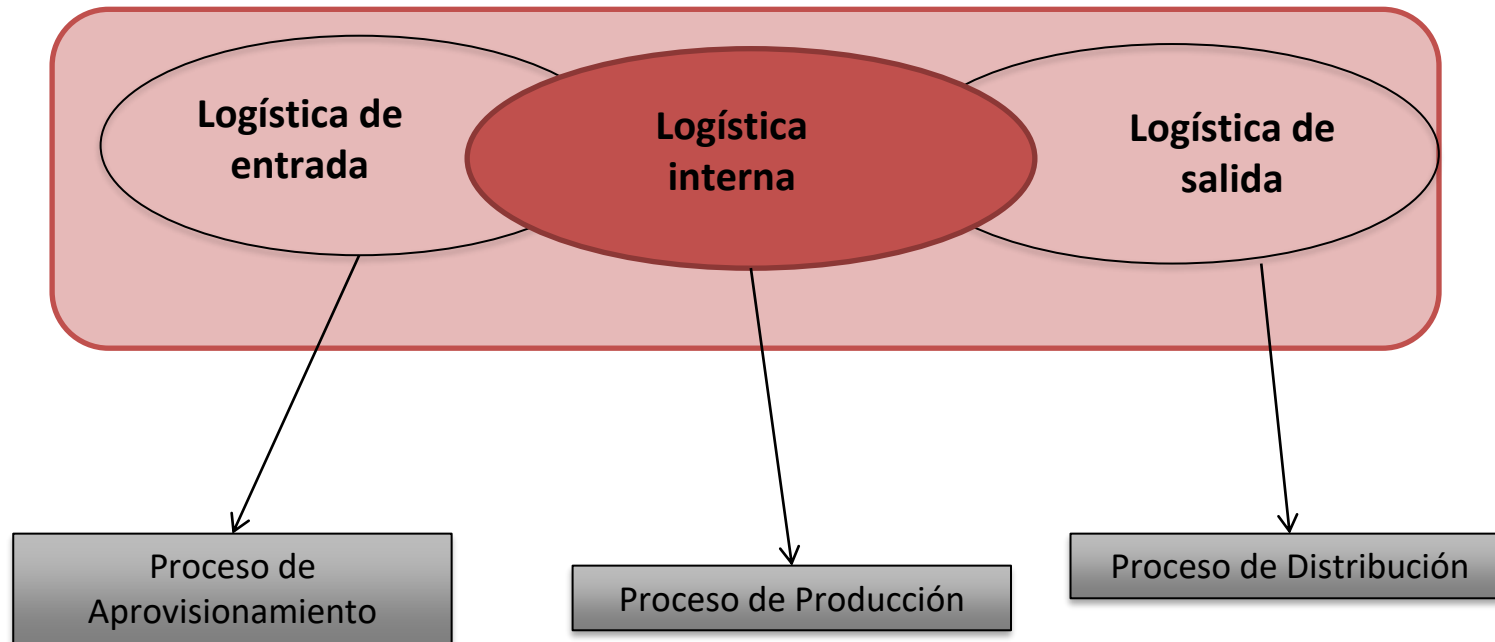 Logística de
entrada
Logística
interna
Logística de
salida
Proceso de
Aprovisionamiento
Proceso de Producción
Proceso de Distribución